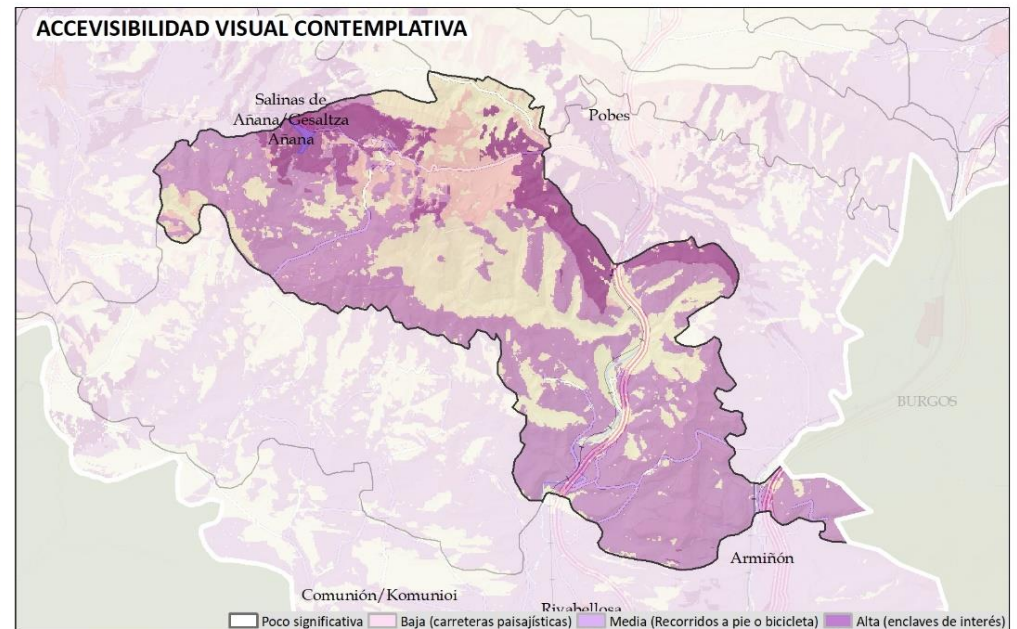 ACCEVISIBILIDAD VISUAL CONTEMPLATIVA
Salinas de
Añana/Gesaltza
Añana
Pobes
BURGOS
Armiñón
Comunión/Komunioi
Rivabellosa
Poco significativa Baja (carreteras paisajísticas) Media (Recorridos a pie o bicicleta) Alta (enclaves de interés)